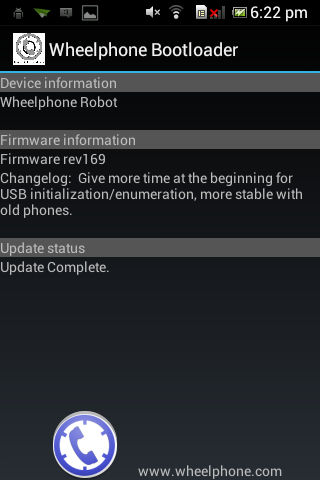 6:22 pm
Wheelphone Bootloader
Device information
Wheelphone Robot
Firmware information
Firmware rev169
Changelog:  Give more time at the beginning for
USB initialization/enumeration, more stable with
old phones.
Update status
Update Complete.
www.wheelphone.com